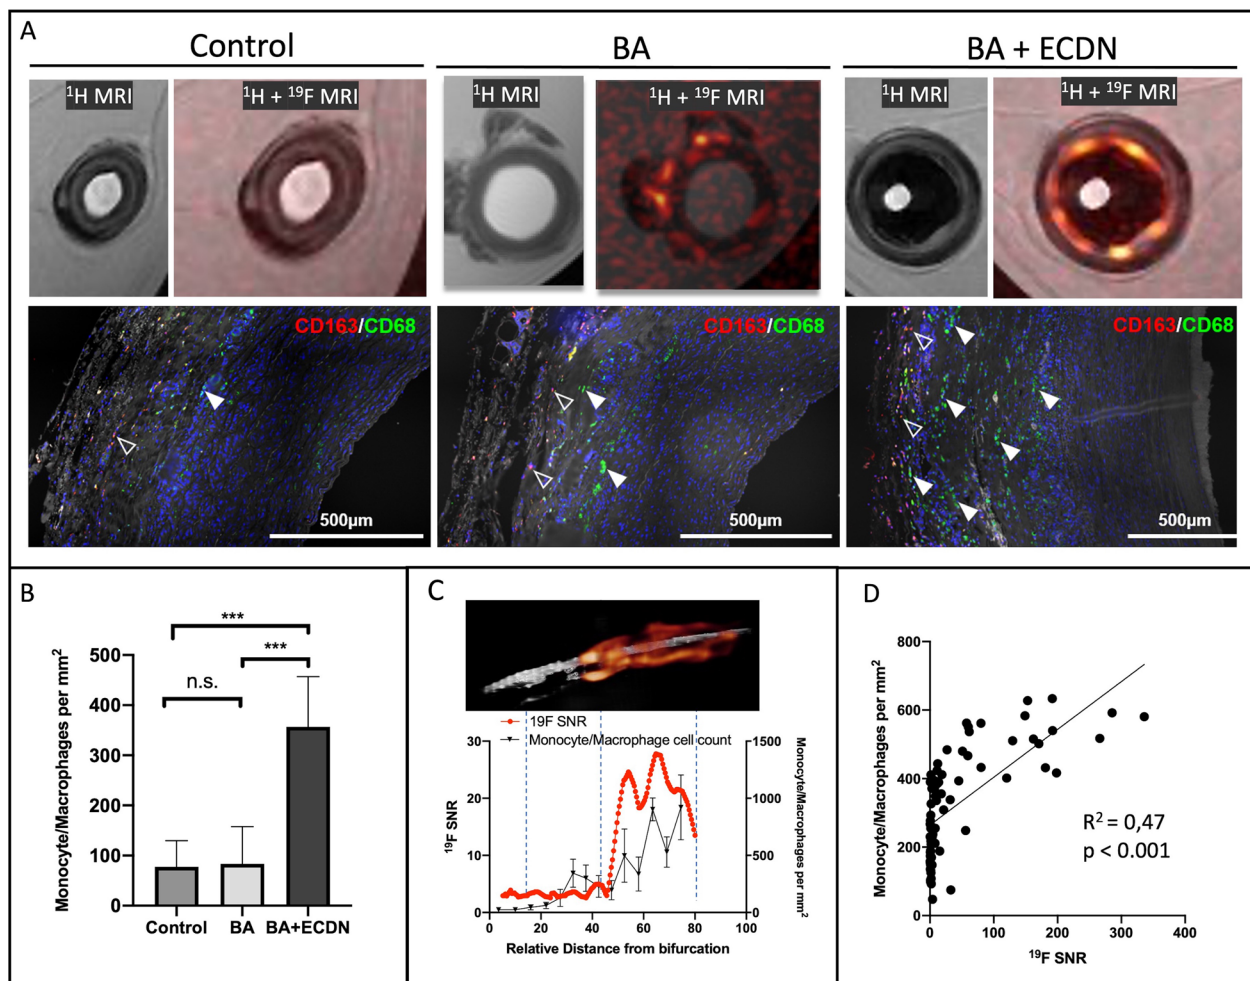 A
Control
BA
BA + ECDN
¹H MRI
¹H + ¹⁹F MRI
¹H MRI
¹H + ¹⁹F MRI
¹H MRI
¹H + ¹⁹F MRI
CD163/CD68
CD163/CD68
CD163/CD68
500µm
500µm
500µm
B
***
***
n.s.
Monocyte/Macrophages per mm²
500
400
300
200
100
0
Control BA BA+ECDN
C
19F SNR
Monocyte/Macrophage cell count
¹⁹F SNR
30
20
10
0
1500
1000
500
0
Monocyte/Macrophages per mm²
0 20 40 60 80 100
Relative Distance from bifurcation
D
Monocyte/Macrophages per mm²
800
600
400
200
0
R² = 0,47
p < 0.001
0 100 200 300 400
¹⁹F SNR